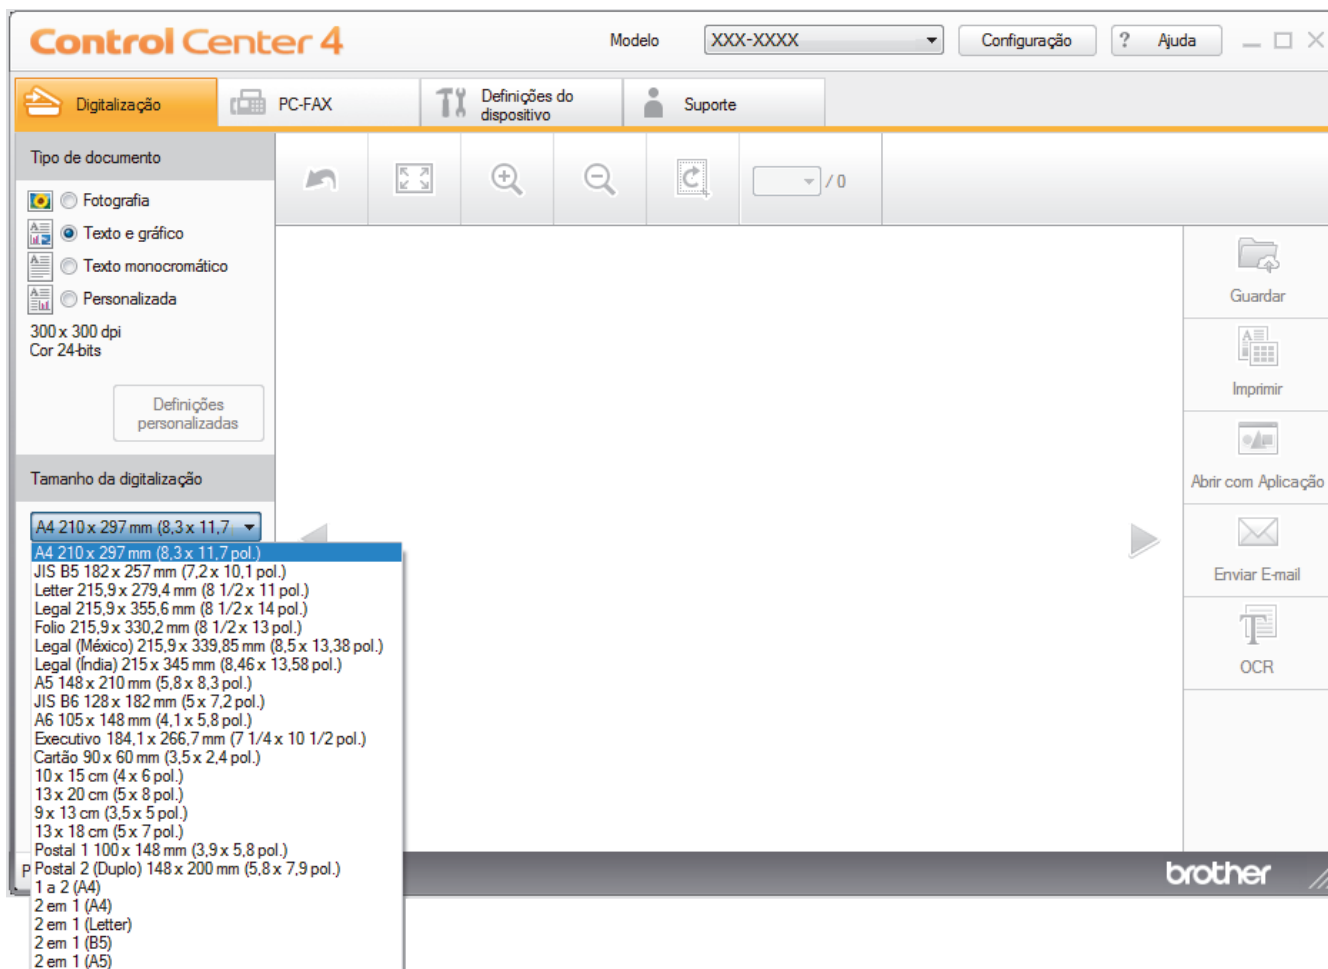 Control Center 4
Modelo
XXX-XXXX
Configuração
? Ajuda
Digitalização
PC-FAX
Definições do
dispositivo
Suporte
Tipo de documento
Fotografia
Texto e gráfico
Texto monocromático
Personalizada
300 x 300 dpi
Cor 24-bits
Definições
personalizadas
/ 0
Tamanho da digitalização
A4 210 x 297 mm (8,3 x 11,7
A4 210 x 297 mm (8,3 x 11,7 pol.)
JIS B5 182 x 257 mm (7,2 x 10,1 pol.)
Letter 215,9 x 279,4 mm (8 1/2 x 11 pol.)
Legal 215,9 x 355,6 mm (8 1/2 x 14 pol.)
Folio 215,9 x 330,2 mm (8 1/2 x 13 pol.)
Legal (México) 215,9 x 339,85 mm (8,5 x 13,38 pol.)
Legal (Índia) 215 x 345 mm (8,46 x 13,58 pol.)
A5 148 x 210 mm (5,8 x 8,3 pol.)
JIS B6 128 x 182 mm (5 x 7,2 pol.)
A6 105 x 148 mm (4,1 x 5,8 pol.)
Executivo 184,1 x 266,7 mm (7 1/4 x 10 1/2 pol.)
Cartão 90 x 60 mm (3,5 x 2,4 pol.)
10 x 15 cm (4 x 6 pol.)
13 x 20 cm (5 x 8 pol.)
9 x 13 cm (3,5 x 5 pol.)
13 x 18 cm (5 x 7 pol.)
Postal 1 100 x 148 mm (3,9 x 5,8 pol.)
Postal 2 (Duplo) 148 x 200 mm (5,8 x 7,9 pol.)
1 a 2 (A4)
2 em 1 (A4)
2 em 1 (Letter)
2 em 1 (B5)
2 em 1 (A5)
Guardar
Imprimir
Abrir com Aplicação
Enviar E-mail
OCR
brother